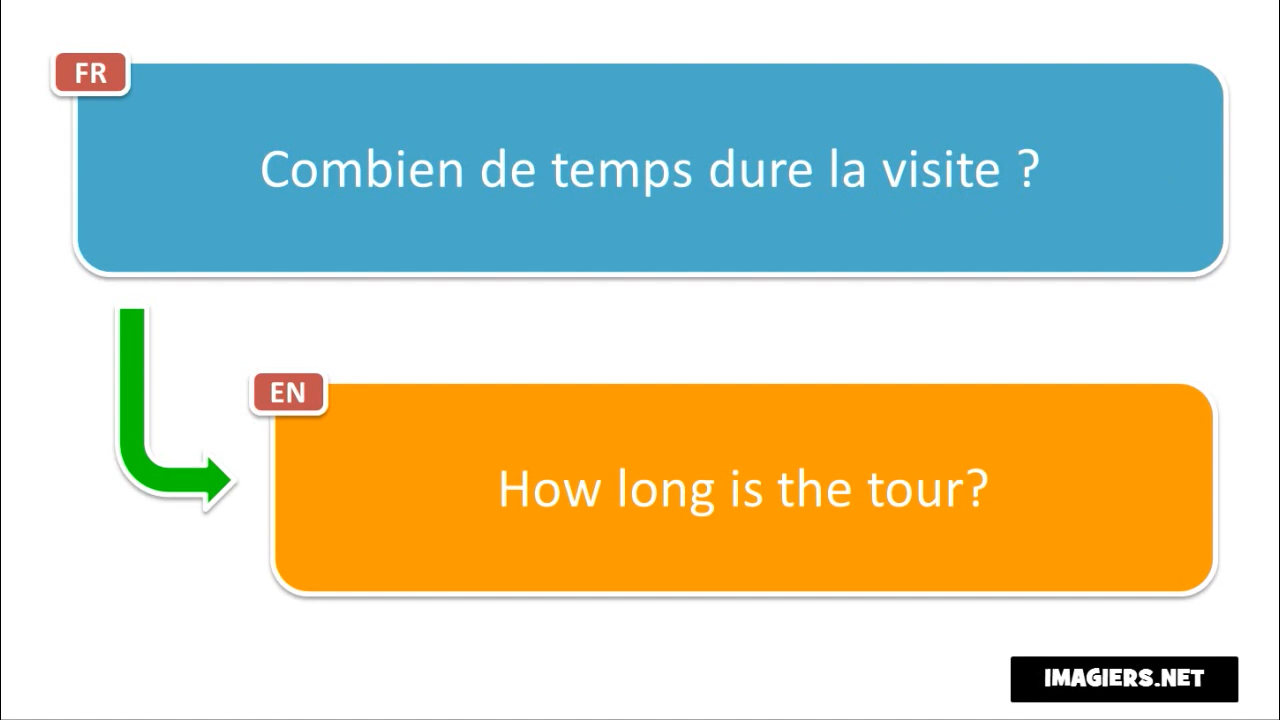 FR
Combien de temps dure la visite ?
EN
How long is the tour?
IMAGIERS.NET